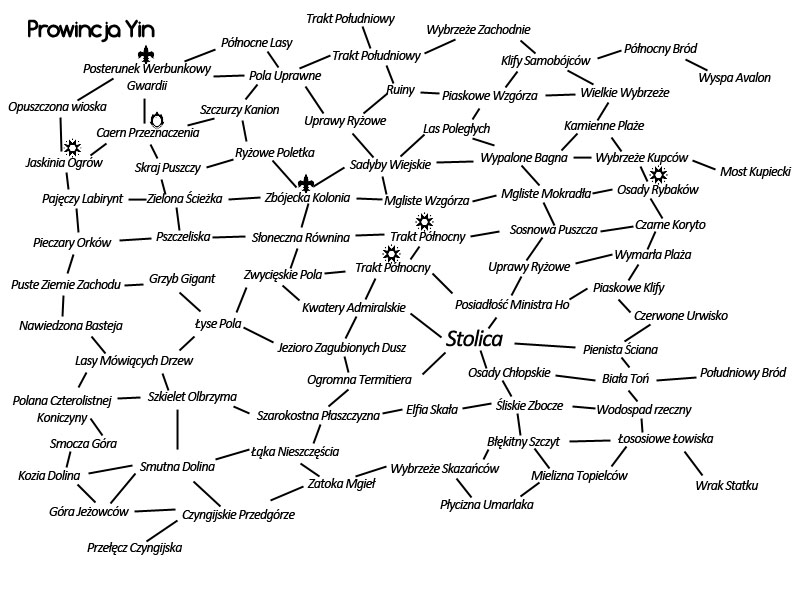 Prowincja Yin
Trakt Południowy
Wybrzeże Zachodnie
Północne Lasy
Trakt Południowy
Północny Bród
Klify Samobójców
Posterunek Werbunkowy
Gwardii
Pola Uprawne
Wyspa Avalon
Ruiny
Piaskowe Wzgórza
Wielkie Wybrzeże
Opuszczona wioska
Szczurzy Kanion
Uprawy Ryżowe
Las Poległych
Kamienne Plaże
Caern Przeznaczenia
Ryżowe Poletka
Jaskinia Ogrów
Skraj Puszczy
Sadyby Wiejskie
Wypalone Bagna
Wybrzeże Kupców
Most Kupiecki
Pajęczy Labirynt
Zielona Ścieżka
Zbójecka Kolonia
Mgliste Wzgórza
Mgliste Mokradła
Osady Rybaków
Pieczary Orków
Pszczeliska
Słoneczna Równina
Trakt Północny
Sosnowa Puszcza
Czarne Koryto
Puste Ziemie Zachodu
Grzyb Gigant
Zwycięskie Pola
Trakt Północny
Uprawy Ryżowe
Wymarła Plaża
Piaskowe Klify
Nawiedzona Basteja
Łyse Pola
Kwatery Admiralskie
Posiadłość Ministra Ho
Czerwone Urwisko
Stolica
Lasy Mówiących Drzew
Jezioro Zagubionych Dusz
Pienista Ściana
Ogromna Termitiera
Osady Chłopskie
Biała Toń
Południowy Bród
Polana Czterolistnej
Koniczyny
Szkielet Olbrzyma
Szarokostna Płaszczyzna
Elfia Skała
Śliskie Zbocze
Wodospad rzeczny
Smocza Góra
Łąka Nieszczęścia
Błękitny Szczyt
Łososiowe Łowiska
Kozia Dolina
Smutna Dolina
Zatoka Mgieł
Wybrzeże Skazańców
Mielizna Topielców
Wrak Statku
Góra Jeżowców
Czyngijskie Przedgórze
Płycizna Umarlaka
Przełęcz Czyngijska